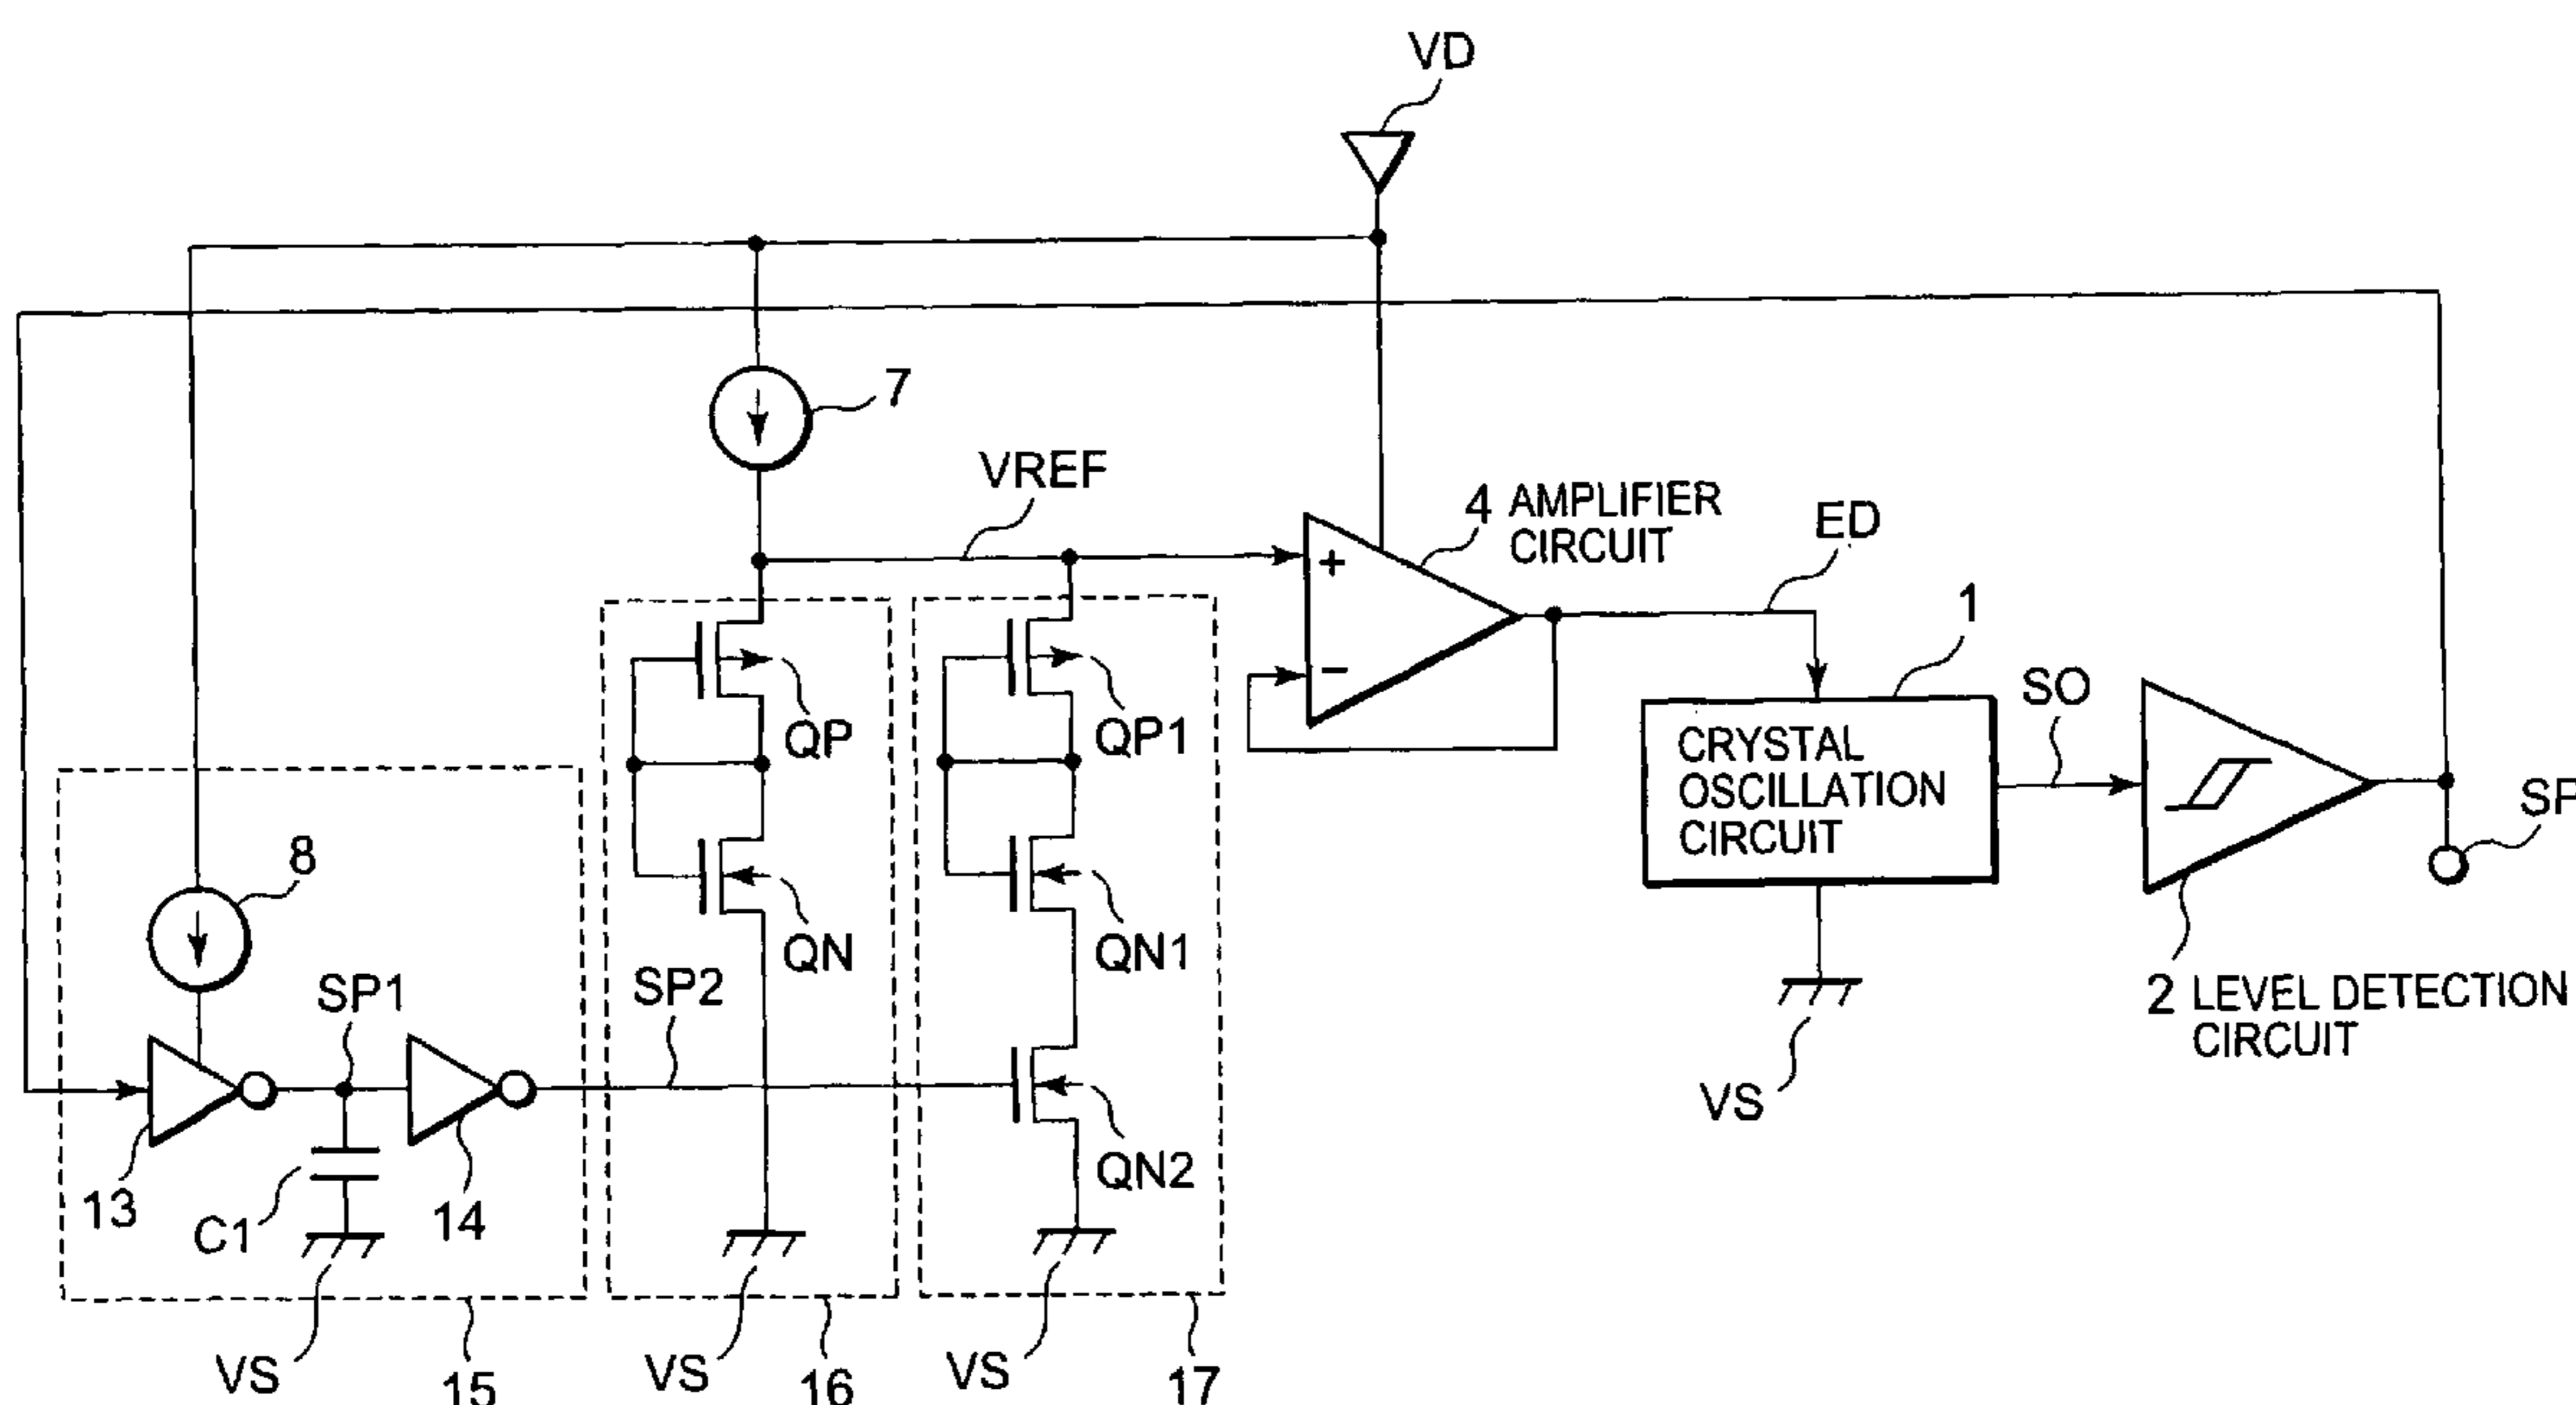 VD
7
VREF
4 AMPLIFIER
CIRCUIT
ED
1
+
-
QP
QP1
SO
CRYSTAL
OSCILLATION
CIRCUIT
SP
8
QN
QN1
SP1
SP2
2 LEVEL DETECTION
CIRCUIT
VS
13
C1
14
QN2
VS
15
VS
16
VS
17